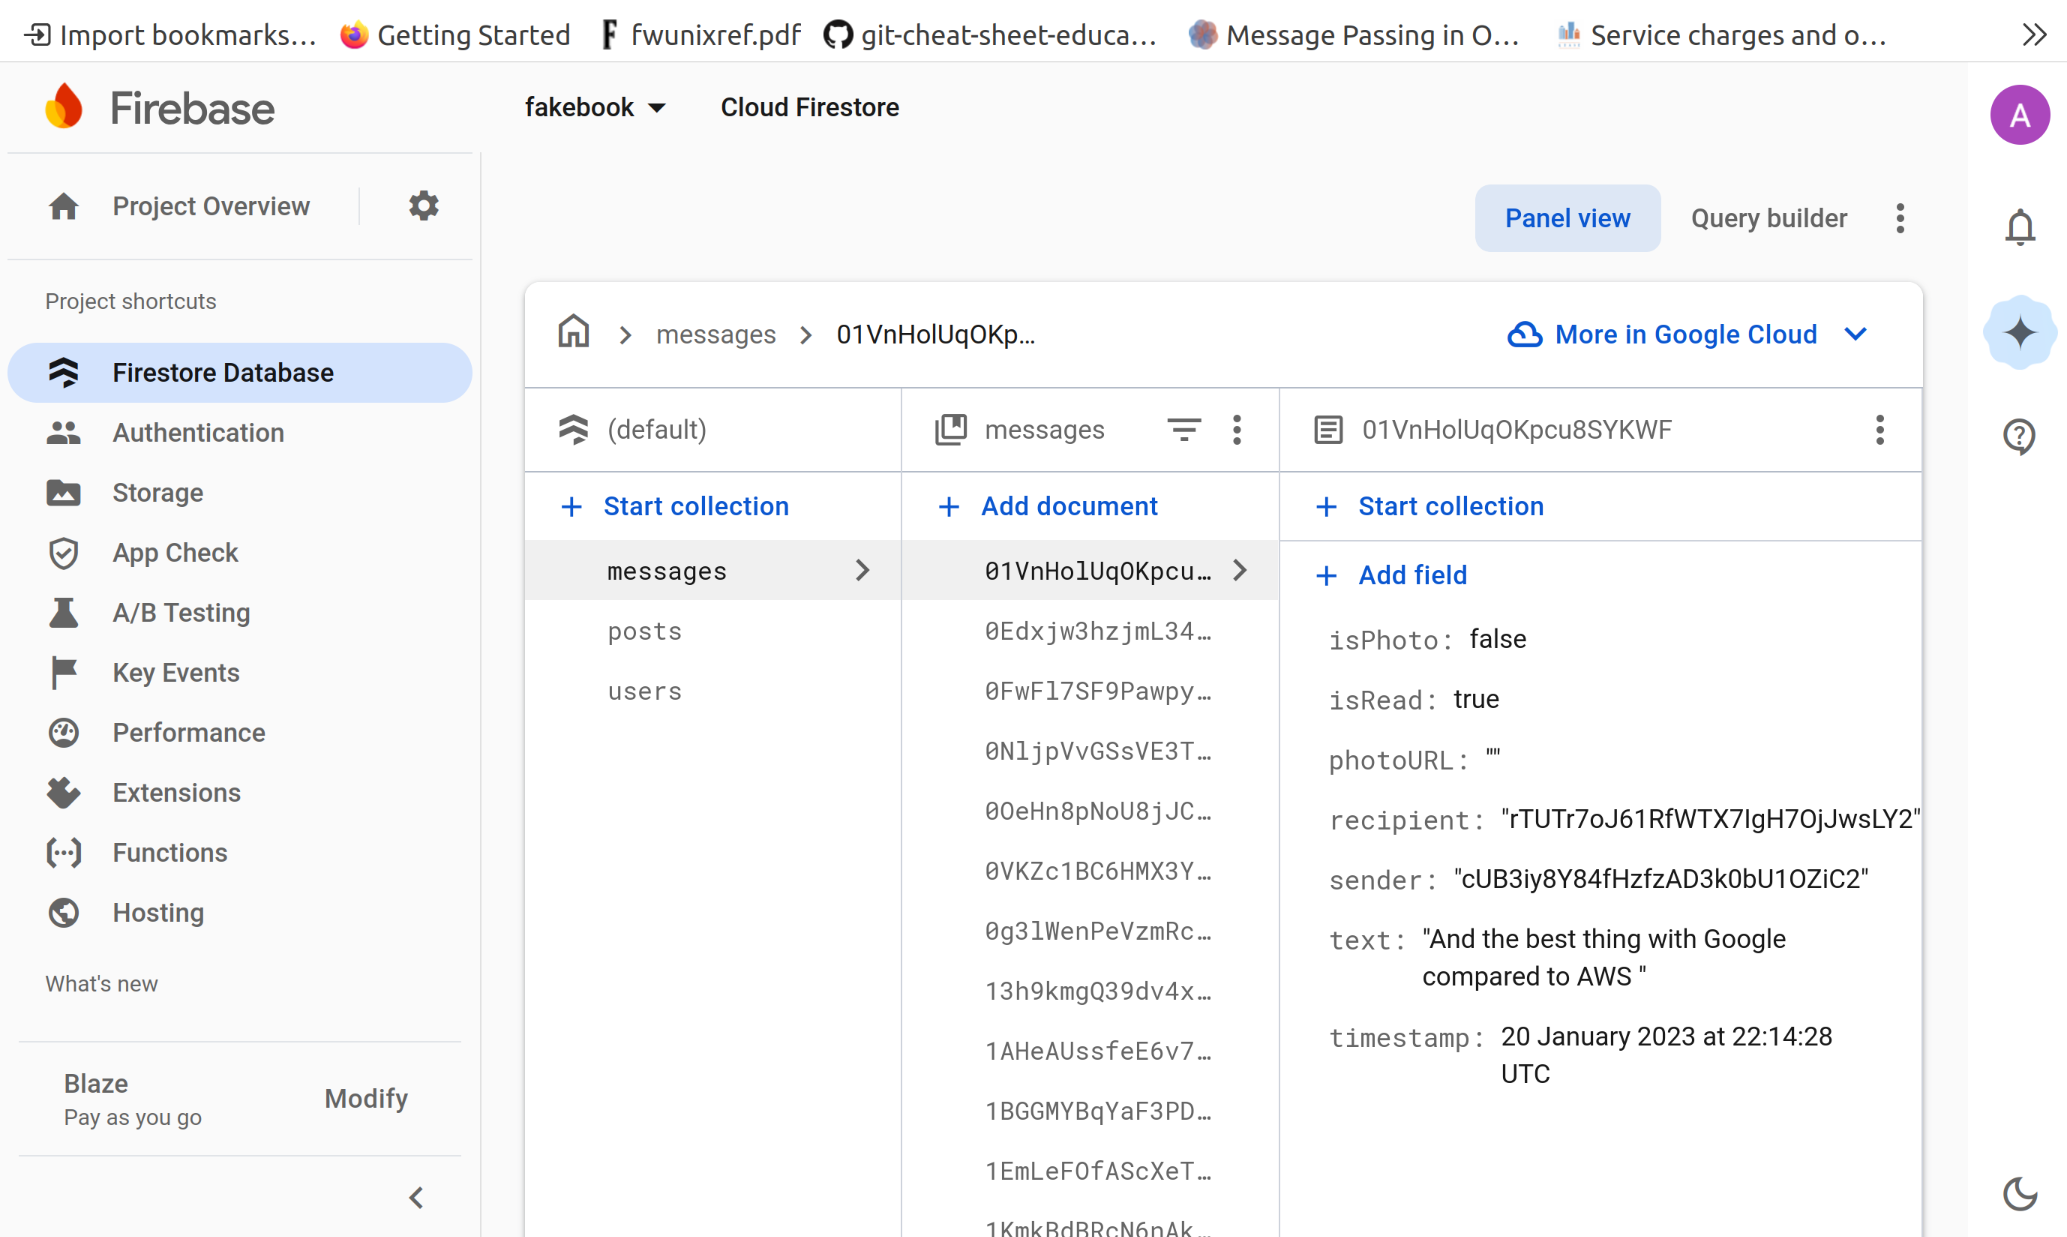 Import bookmarks...
Getting Started
fwunixref.pdf
git-cheat-sheet-educa...
Message Passing in O...
Service charges and o...
Firebase
fakebook
Cloud Firestore
A
Project Overview
Panel view
Query builder
Project shortcuts
messages
01VnHolUqOKp...
More in Google Cloud
Firestore Database
Authentication
Storage
App Check
A/B Testing
Key Events
Performance
Extensions
Functions
Hosting
What's new
Blaze
Pay as you go
Modify
(default)
Start collection
messages
posts
users
messages
Add document
01VnHolUqOKpcu...
0Edxjw3hzjmL34...
0FwFl7SF9Pawpy...
0NljpVvGSsVE3T...
0OeHn8pNoU8jJC...
0VKZc1BC6HMX3Y...
0g3lWenPeVzmRc...
13h9kmgQ39dv4x...
1AHeAUssfeE6v7...
1BGGMYBqYaF3PD...
1EmLeFOfAScXeT...
1KmkBdBRcN6nAk...
01VnHolUqOKpcu8SYKWF
Start collection
Add field
isPhoto: false
isRead: true
photoURL: ""
recipient: "rTUTr7oJ61RfWTX7IgH7OjJwsLY2"
sender: "cUB3iy8Y84fHzfzAD3k0bU1OZiC2"
text: "And the best thing with Google
compared to AWS "
timestamp: 20 January 2023 at 22:14:28
UTC